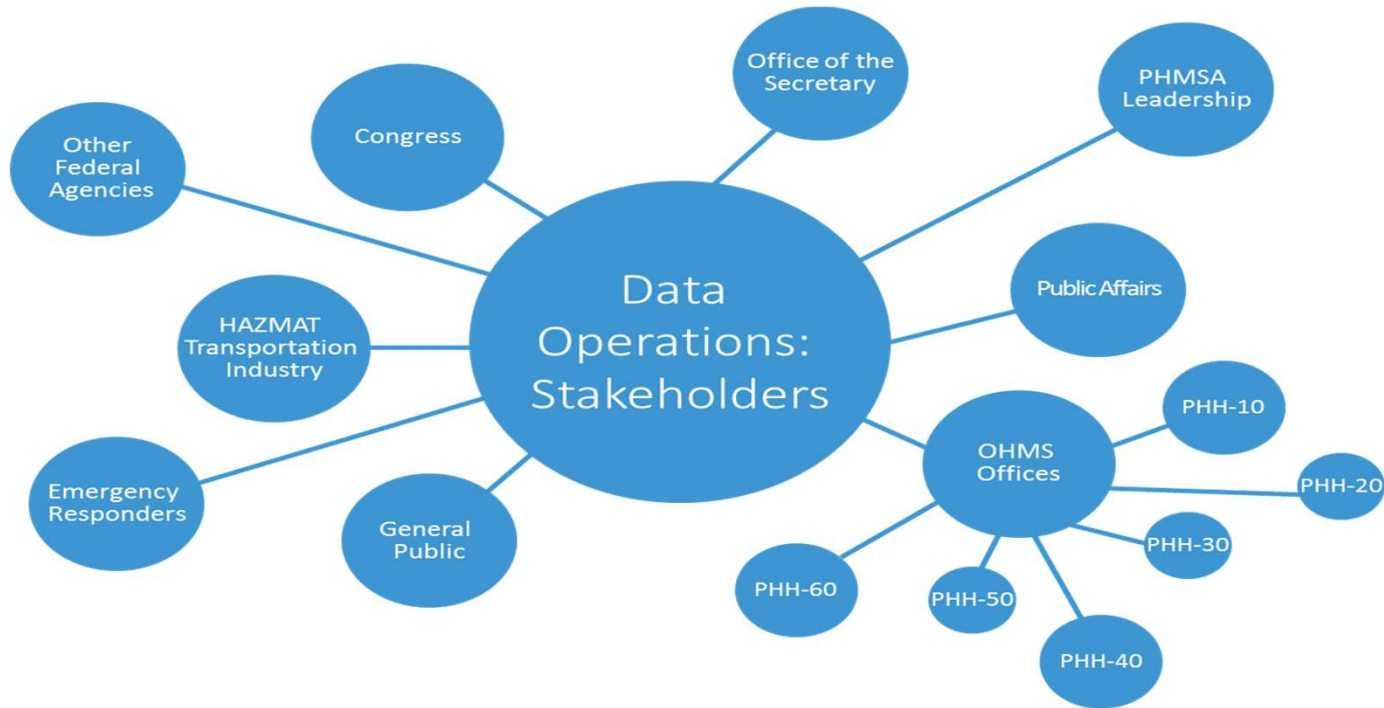 Office of the
Secretary
PHMSA
Leadership
Congress
Other
Federal
Agencies
Data
Operations:
Stakeholders
Public Affairs
HAZMAT
Transportation
Industry
PHH-10
OHMS
Offices
PHH-20
Emergency
Responders
General
Public
PHH-30
PHH-60
PHH-50
PHH-40